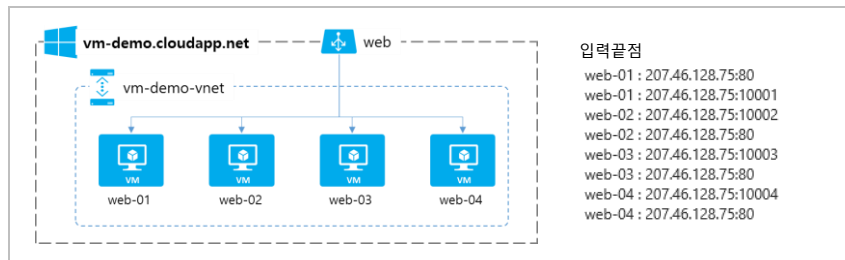 vm-demo.cloudapp.net
web
vm-demo-vnet
VM
VM
VM
VM
web-01
web-02
web-03
web-04
입력끝점
web-01 : 207.46.128.75:80
web-01 : 207.46.128.75:10001
web-02 : 207.46.128.75:10002
web-02 : 207.46.128.75:80
web-03 : 207.46.128.75:10003
web-03 : 207.46.128.75:80
web-04 : 207.46.128.75:10004
web-04 : 207.46.128.75:80